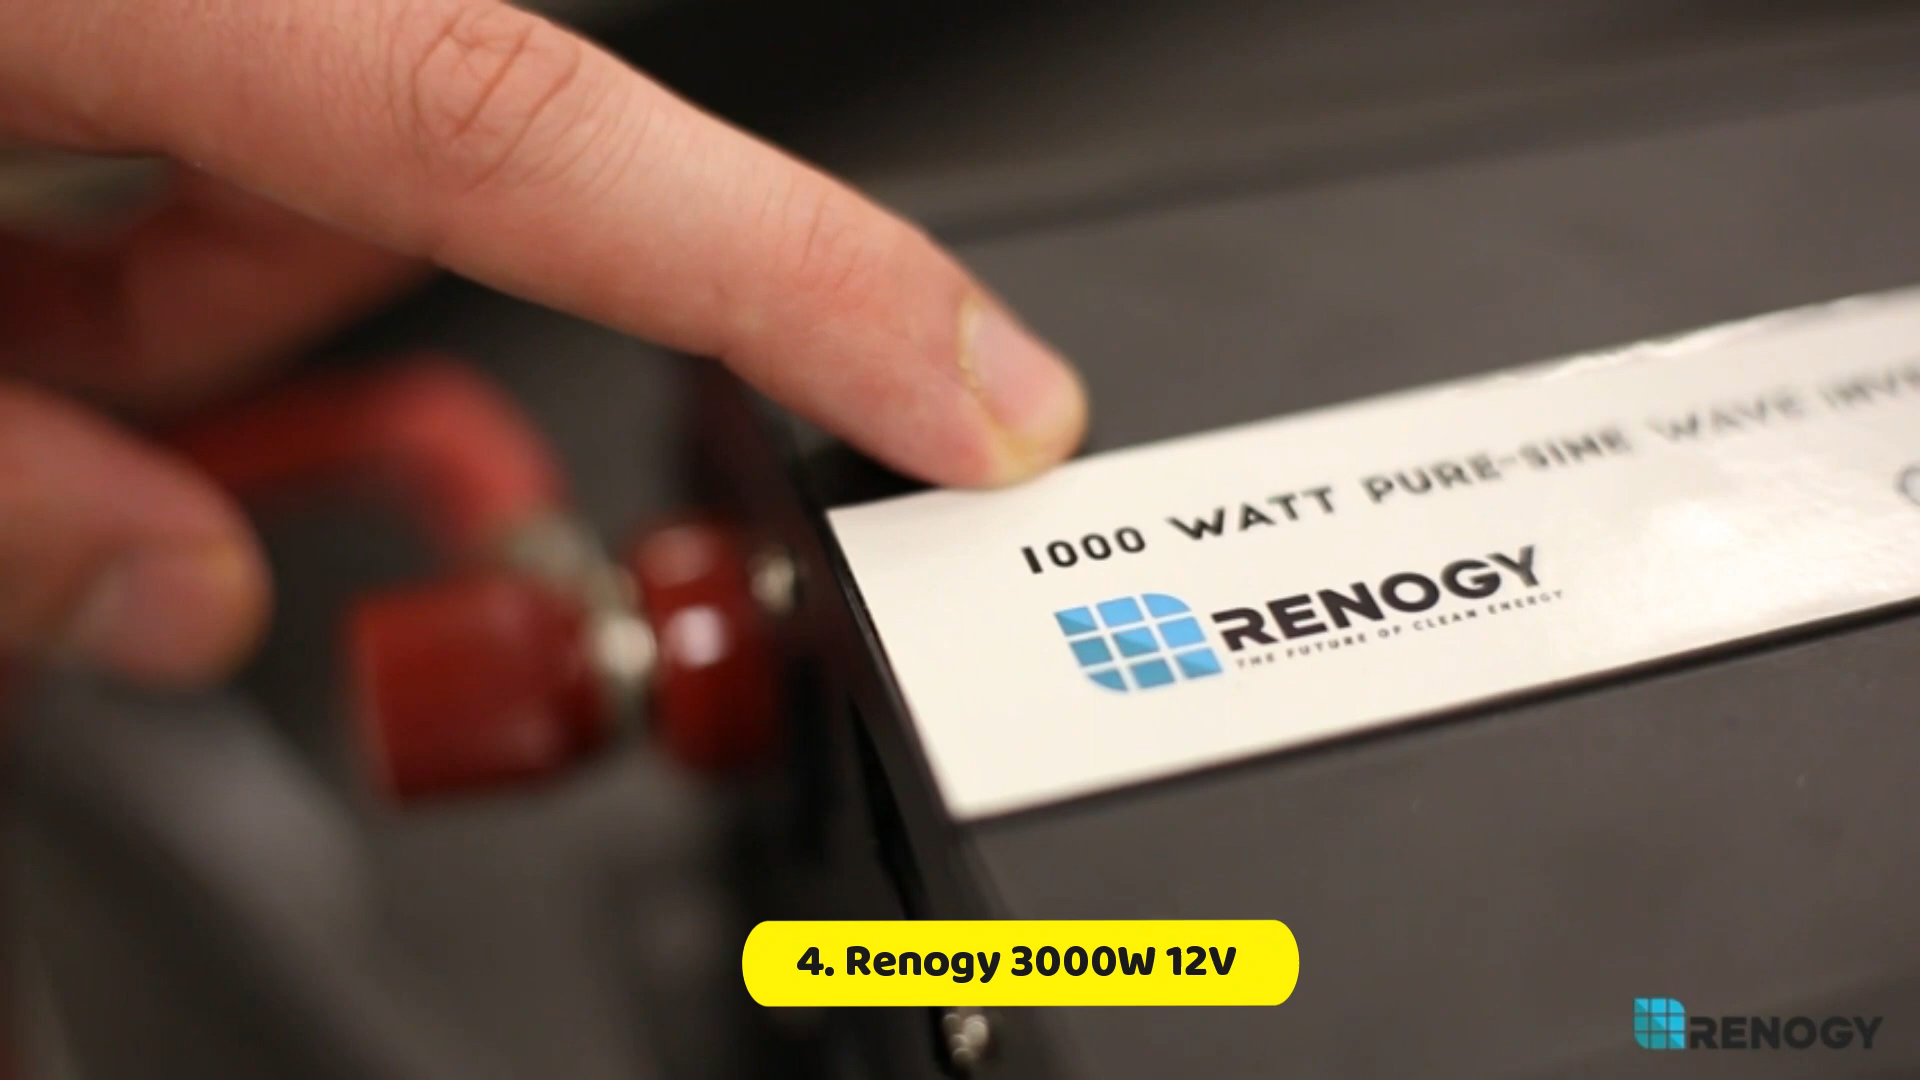 1000 WATT PURE-SINE WAVE
RENOGY
THE FUTURE OF CLEAN ENERGY
4. Renogy 3000W 12V
RENOGY